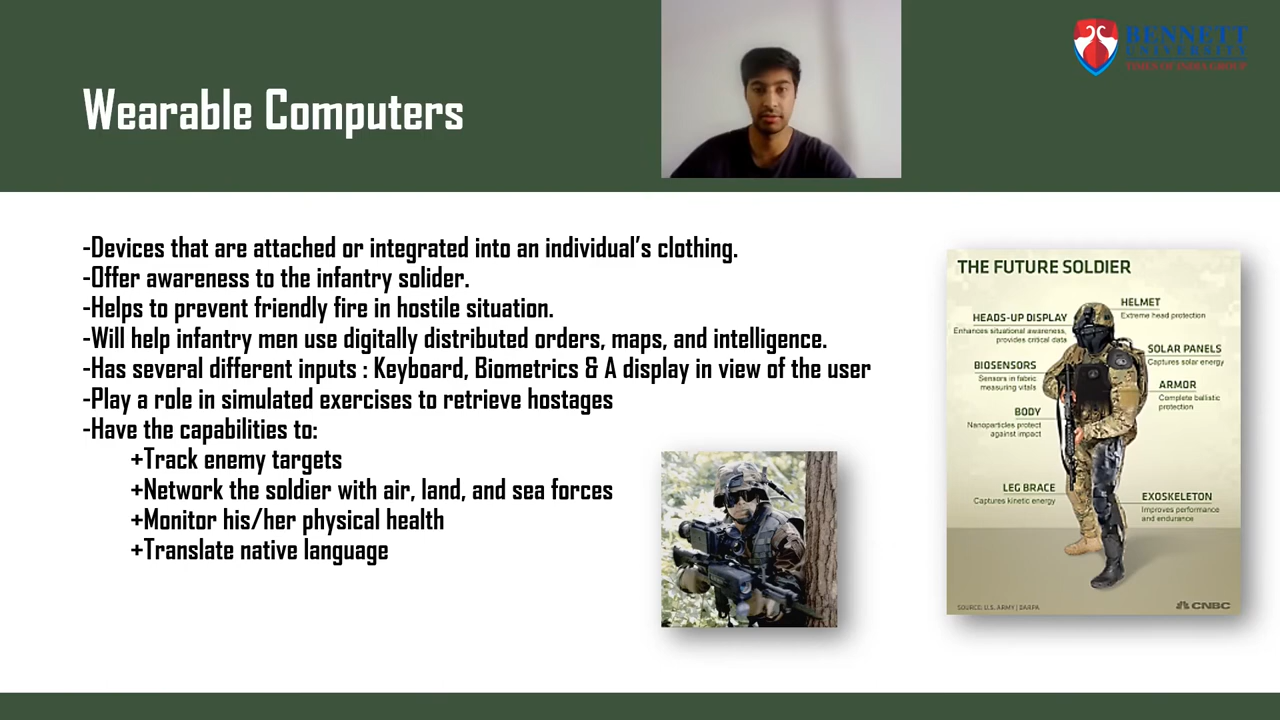 BENNETT
UNIVERSITY
TIMES OF INDIA GROUP
Wearable Computers
-Devices that are attached or integrated into an individual's clothing.
-Offer awareness to the infantry solider.
-Helps to prevent friendly fire in hostile situation.
-Will help infantry men use digitally distributed orders, maps, and intelligence.
-Has several different inputs : Keyboard, Biometrics & A display in view of the user
-Play a role in simulated exercises to retrieve hostages
-Have the capabilities to:
+Track enemy targets
+Network the soldier with air, land, and sea forces
+Monitor his/her physical health
+Translate native language
THE FUTURE SOLDIER
HELMET
Extreme head protection
HEADS-UP DISPLAY
Enhances situational awareness,
provides critical data
SOLAR PANELS
Captures solar energy
BIOSENSORS
Sensors in fabric
measuring vitals
ARMOR
Complete ballistic
protection
BODY
Nanoparticles protect
against impact
LEG BRACE
Captures kinetic energy
EXOSKELETON
Improves performance
and endurance
SOURCE: U.S. ARMY | DARPA
CNBC